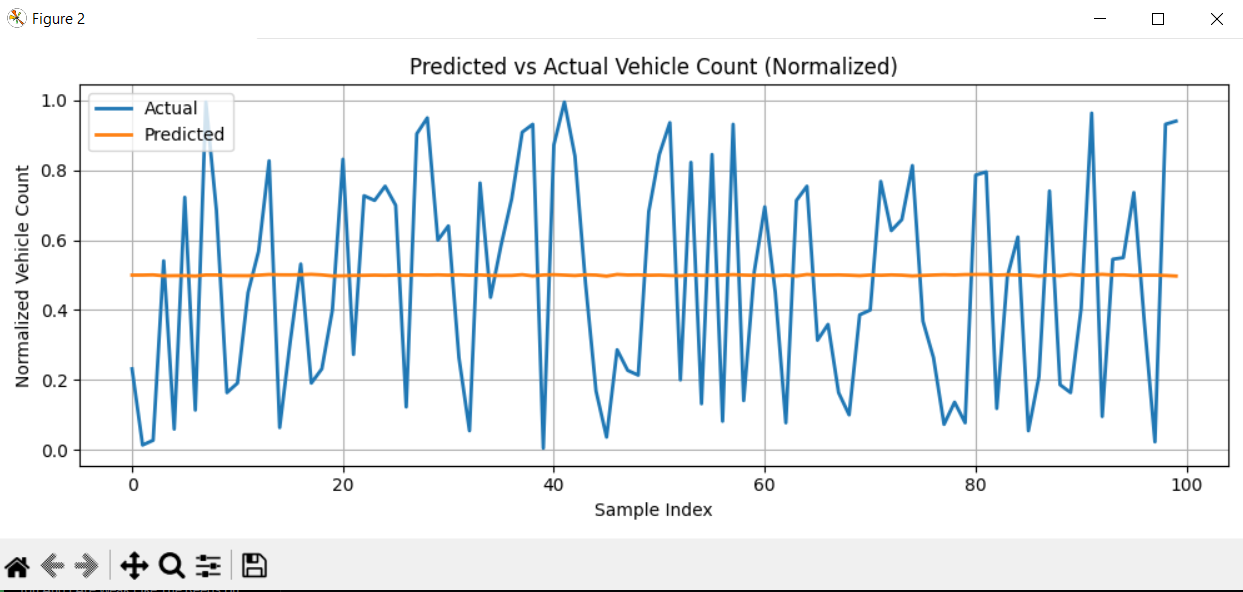 Figure 2
Predicted vs Actual Vehicle Count (Normalized)
Actual
Predicted
Normalized Vehicle Count
1.0
0.8
0.6
0.4
0.2
0.0
0 20 40 60 80 100
Sample Index